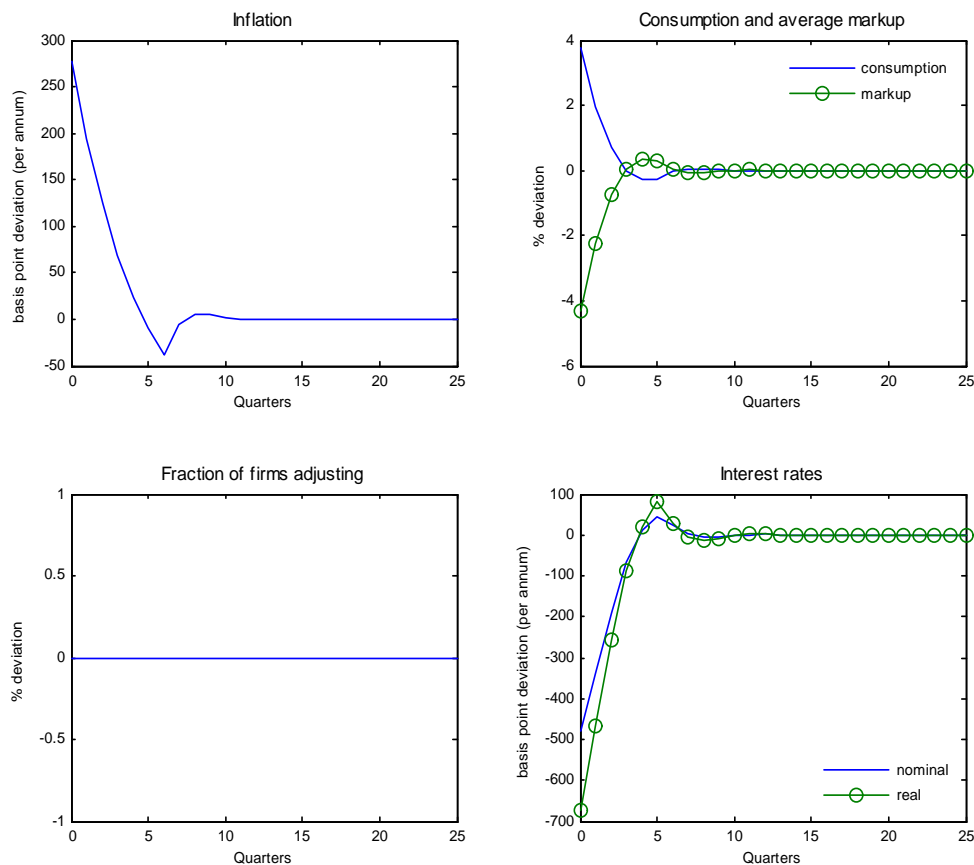 Inflation
300
250
200
150
100
50
0
-50
basis point deviation (per annum)
0 5 10 15 20 25
Quarters
Consumption and average markup
4
2
0
-2
-4
-6
% deviation
consumption
markup
0 5 10 15 20 25
Quarters
Fraction of firms adjusting
1
0.5
0
-0.5
-1
% deviation
0 5 10 15 20 25
Quarters
Interest rates
100
0
-100
-200
-300
-400
-500
-600
-700
basis point deviation (per annum)
nominal
real
0 5 10 15 20 25
Quarters